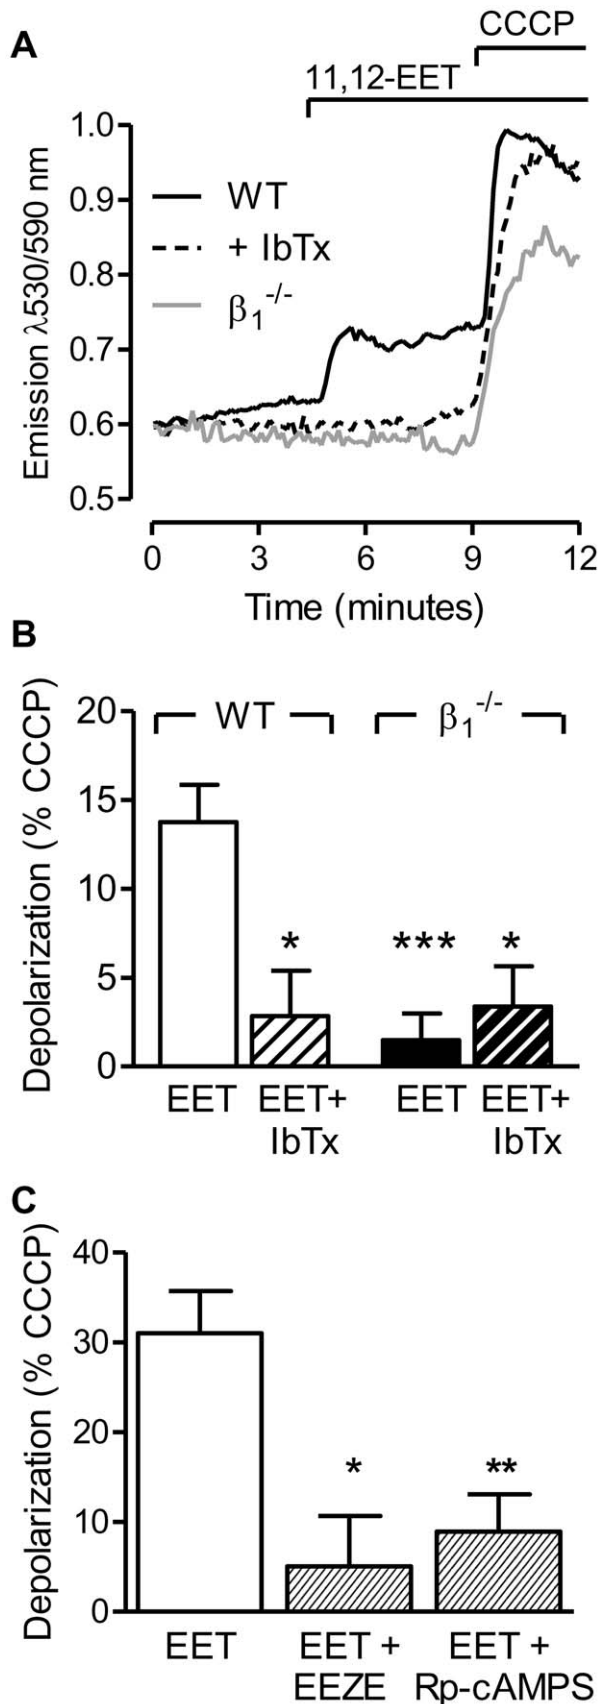 A
CCCP
11,12-EET
Emission λ530/590 nm
1.0
0.9
0.8
0.7
0.6
0.5
WT
+ IbTx
β₁⁻/⁻
0 3 6 9 12
Time (minutes)
B
Depolarization (% CCCP)
20
15
10
5
0
WT β₁⁻/⁻
* *** *
EET EET+ EET EET+
IbTx IbTx
C
Depolarization (% CCCP)
40
30
20
10
0
* **
EET EET + EET +
EEZE Rp-cAMPS